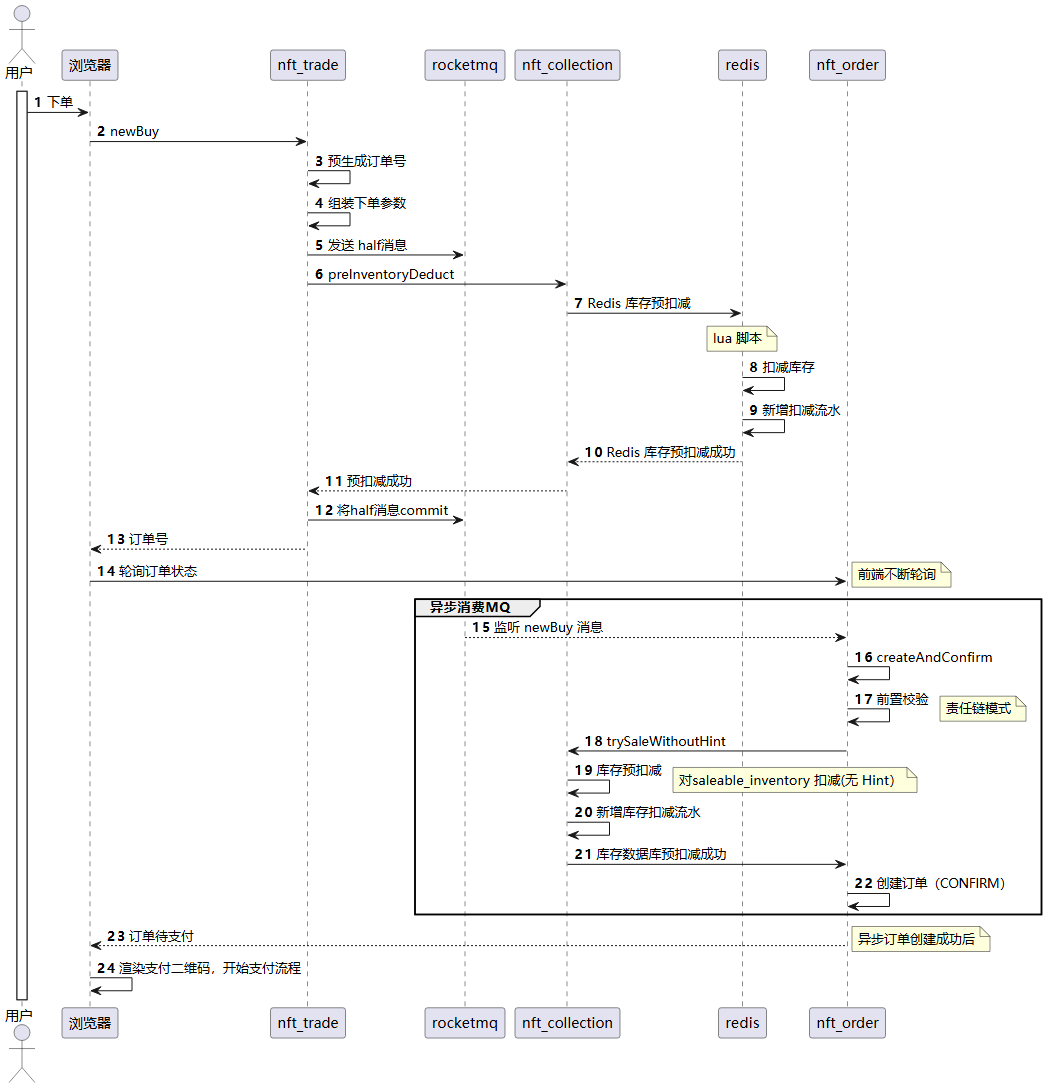 用户
浏览器
nft_trade
rocketmq
nft_collection
redis
nft_order
1 下单
2 newBuy
3 预生成订单号
4 组装下单参数
5 发送 half消息
6 preInventoryDeduct
7 Redis 库存预扣减
lua 脚本
8 扣减库存
9 新增扣减流水
10 Redis 库存预扣减成功
11 预扣减成功
12 将half消息commit
13 订单号
14 轮询订单状态
前端不断轮询
异步消费MQ
15 监听 newBuy 消息
16 createAndConfirm
17 前置校验
责任链模式
18 trySaleWithoutHint
19 库存预扣减
对saleable_inventory 扣减(无 Hint）
20 新增库存扣减流水
21 库存数据库预扣减成功
22 创建订单（CONFIRM）
23 订单待支付
异步订单创建成功后
24 渲染支付二维码，开始支付流程
用户
浏览器
nft_trade
rocketmq
nft_collection
redis
nft_order